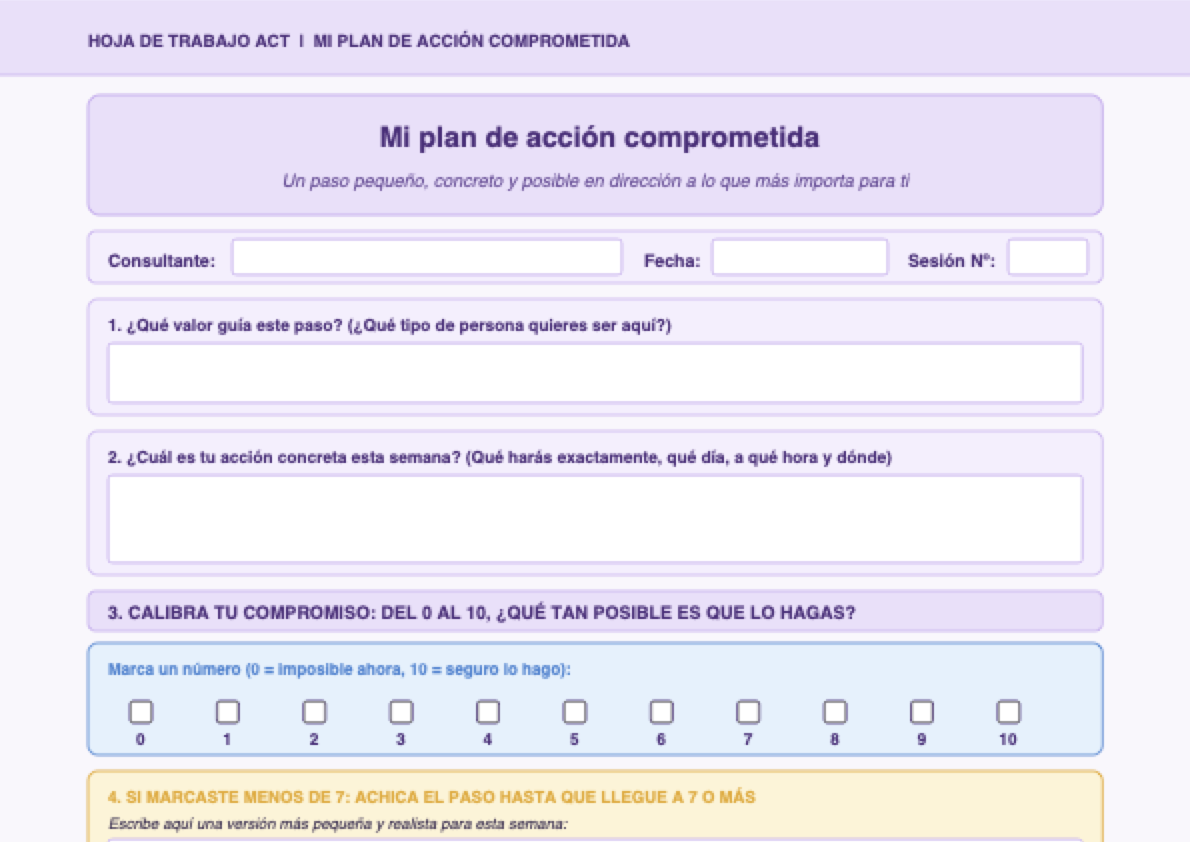 HOJA DE TRABAJO ACT | MI PLAN DE ACCIÓN COMPROMETIDA
Mi plan de acción comprometida
Un paso pequeño, concreto y posible en dirección a lo que más importa para ti
Consultante: Fecha: Sesión Nº:
1. ¿Qué valor guía este paso? (¿Qué tipo de persona quieres ser aquí?)
2. ¿Cuál es tu acción concreta esta semana? (Qué harás exactamente, qué día, a qué hora y dónde)
3. CALIBRA TU COMPROMISO: DEL 0 AL 10, ¿QUÉ TAN POSIBLE ES QUE LO HAGAS?
Marca un número (0 = imposible ahora, 10 = seguro lo hago):
0 1 2 3 4 5 6 7 8 9 10
4. SI MARCASTE MENOS DE 7: ACHICA EL PASO HASTA QUE LLEGUE A 7 O MÁS
Escribe aquí una versión más pequeña y realista para esta semana: